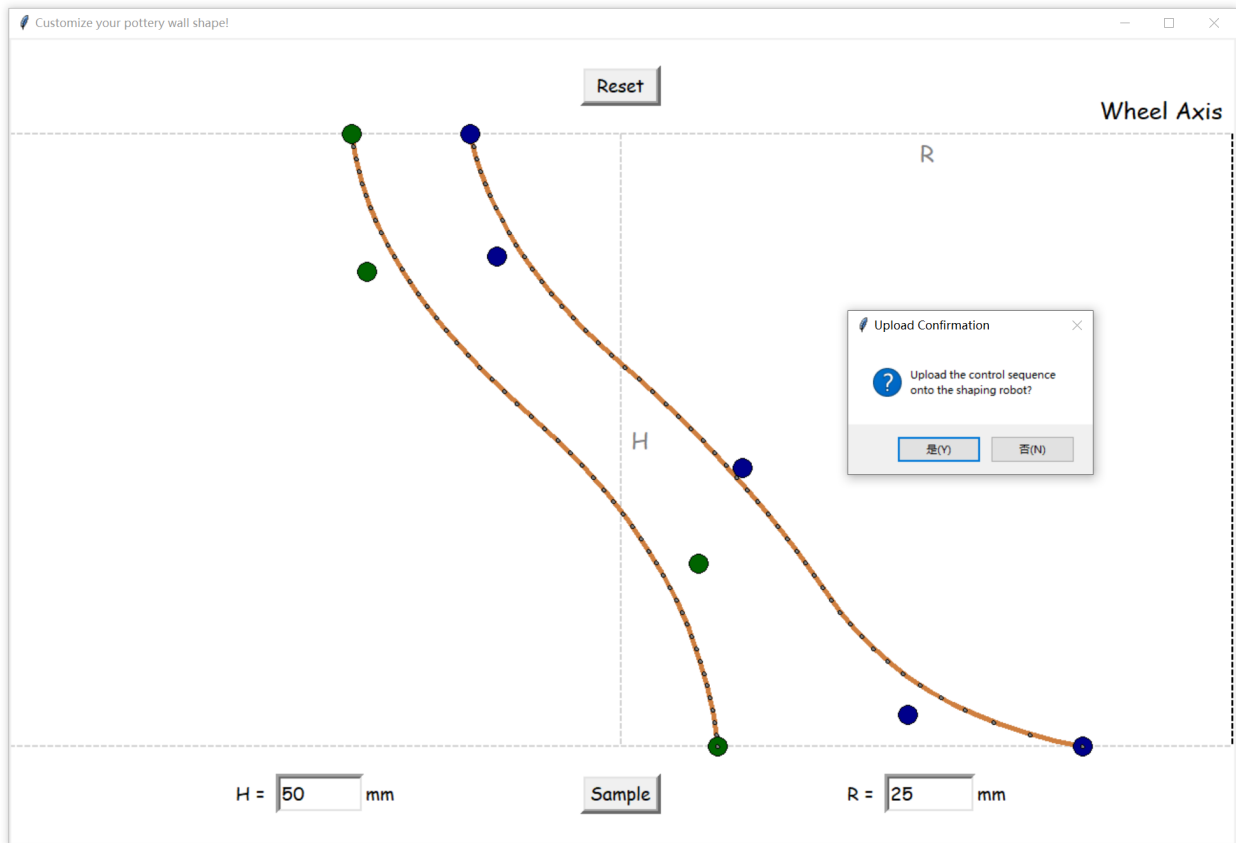 Customize your pottery wall shape!
Reset
Wheel Axis
R
Upload Confirmation
Upload the control sequence
onto the shaping robot?
是(Y) 否(N)
H
H = 50 mm
Sample
R = 25 mm